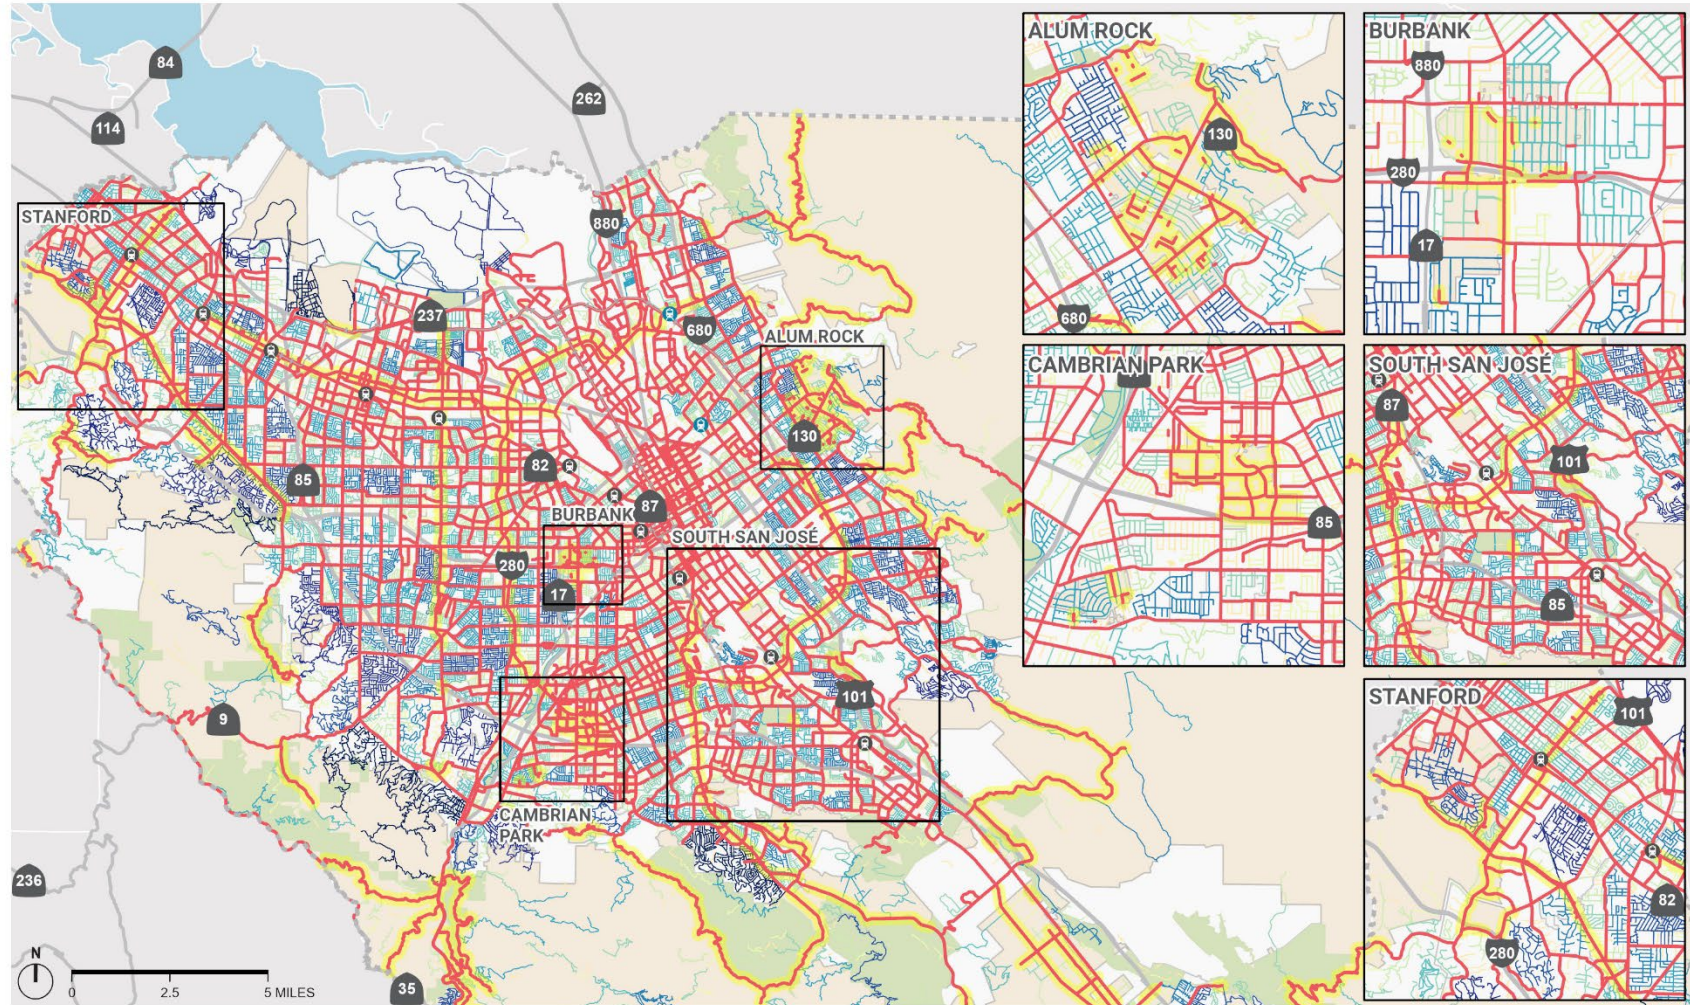 84
114
262
880
STANFORD
237
680
ALUM ROCK
130
82
85
87
BURBANK
SOUTH SAN JOSÉ
280
17
101
9
CAMBRIAN
PARK
236
35
N
0
2.5
5 MILES
ALUM ROCK
130
680
BURBANK
880
280
17
CAMBRIAN PARK
85
SOUTH SAN JOSÉ
87
101
85
STANFORD
101
82
280